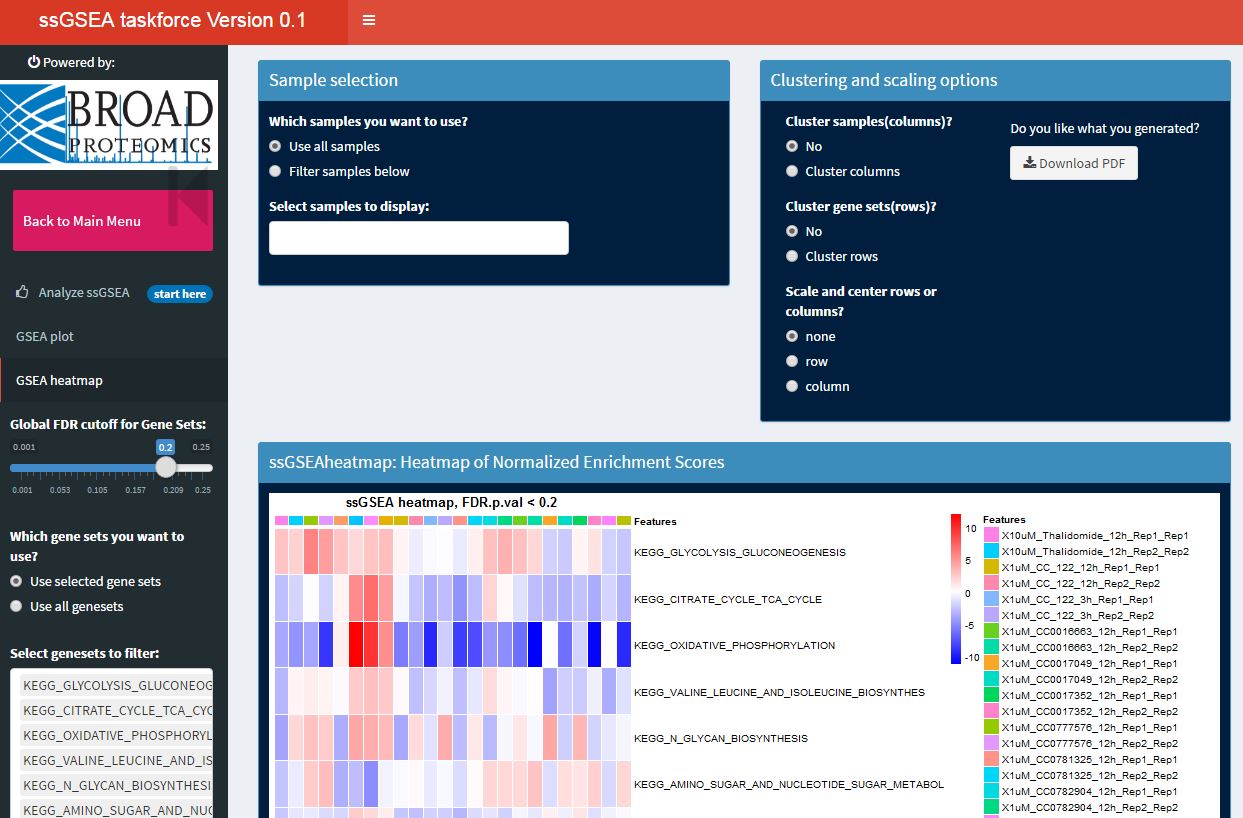 ssGSEA taskforce Version 0.1
Powered by:
BROAD
PROTEOMICS
Back to Main Menu
Analyze ssGSEA
start here
GSEA plot
GSEA heatmap
Global FDR cutoff for Gene Sets:
0.001
0.2
0.25
0.001
0.053
0.105
0.157
0.209
0.25
Which gene sets you want to
use?
Use selected gene sets
Use all genesets
Select genesets to filter:
KEGG_GLYCOLYSIS_GLUCONEOG
KEGG_CITRATE_CYCLE_TCA_CYC
KEGG_OXIDATIVE_PHOSPHORYL
KEGG_VALINE_LEUCINE_AND_IS
KEGG_N_GLYCAN_BIOSYNTHESI
KEGG_AMINO_SUGAR_AND_NUC
Sample selection
Which samples you want to use?
Use all samples
Filter samples below
Select samples to display:
Clustering and scaling options
Cluster samples(columns)?
No
Cluster columns
Cluster gene sets(rows)?
No
Cluster rows
Scale and center rows or
columns?
none
row
column
Do you like what you generated?
Download PDF
ssGSEAheatmap: Heatmap of Normalized Enrichment Scores
ssGSEA heatmap, FDR.p.val < 0.2
Features
KEGG_GLYCOLYSIS_GLUCONEOGENESIS
KEGG_CITRATE_CYCLE_TCA_CYCLE
KEGG_OXIDATIVE_PHOSPHORYLATION
KEGG_VALINE_LEUCINE_AND_ISOLEUCINE_BIOSYNTHES
KEGG_N_GLYCAN_BIOSYNTHESIS
KEGG_AMINO_SUGAR_AND_NUCLEOTIDE_SUGAR_METABOL
10
5
0
-5
-10
Features
X10uM_Thalidomide_12h_Rep1_Rep1
X10uM_Thalidomide_12h_Rep2_Rep2
X1uM_CC_122_12h_Rep1_Rep1
X1uM_CC_122_12h_Rep2_Rep2
X1uM_CC_122_3h_Rep1_Rep1
X1uM_CC_122_3h_Rep2_Rep2
X1uM_CC0016663_12h_Rep1_Rep1
X1uM_CC0016663_12h_Rep2_Rep2
X1uM_CC0017049_12h_Rep1_Rep1
X1uM_CC0017049_12h_Rep2_Rep2
X1uM_CC0017352_12h_Rep1_Rep1
X1uM_CC0017352_12h_Rep2_Rep2
X1uM_CC0777576_12h_Rep1_Rep1
X1uM_CC0777576_12h_Rep2_Rep2
X1uM_CC0781325_12h_Rep1_Rep1
X1uM_CC0781325_12h_Rep2_Rep2
X1uM_CC0782904_12h_Rep1_Rep1
X1uM_CC0782904_12h_Rep2_Rep2